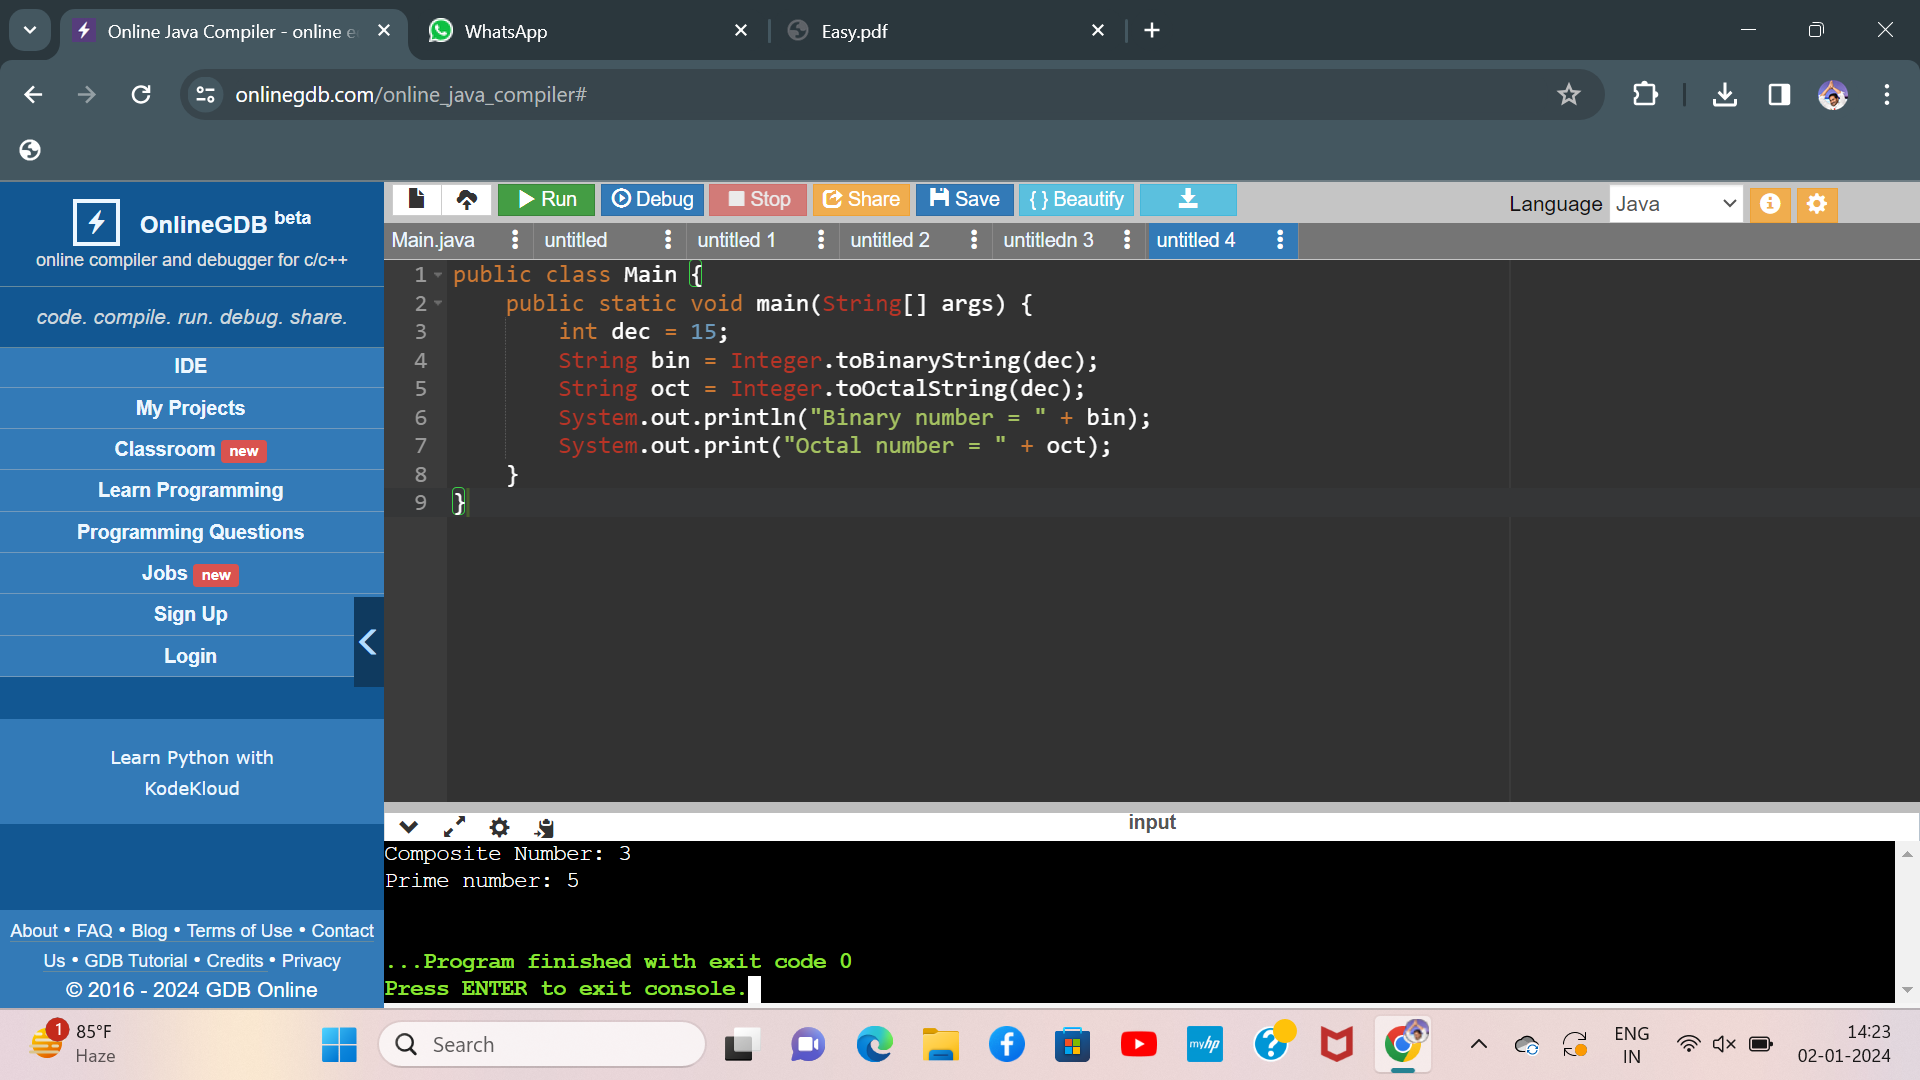 Online Java Compiler - online e
WhatsApp
Easy.pdf
onlinegdb.com/online_java_compiler#
Run
Debug
Stop
Share
Save
{ } Beautify
Language
Java
OnlineGDB beta
online compiler and debugger for c/c++
code. compile. run. debug. share.
IDE
My Projects
Classroom new
Learn Programming
Programming Questions
Jobs new
Sign Up
Login
Learn Python with
KodeKloud
About • FAQ • Blog • Terms of Use • Contact
Us • GDB Tutorial • Credits • Privacy
© 2016 - 2024 GDB Online
Main.java
untitled
untitled 1
untitled 2
untitledn 3
untitled 4
1 public class Main {
2 public static void main(String[] args) {
3 int dec = 15;
4 String bin = Integer.toBinaryString(dec);
5 String oct = Integer.toOctalString(dec);
6 System.out.println("Binary number = " + bin);
7 System.out.print("Octal number = " + oct);
8 }
9 }
input
Composite Number: 3
Prime number: 5
...Program finished with exit code 0
Press ENTER to exit console.
1
85°F
Haze
Search
myhp
ENG
IN
14:23
02-01-2024